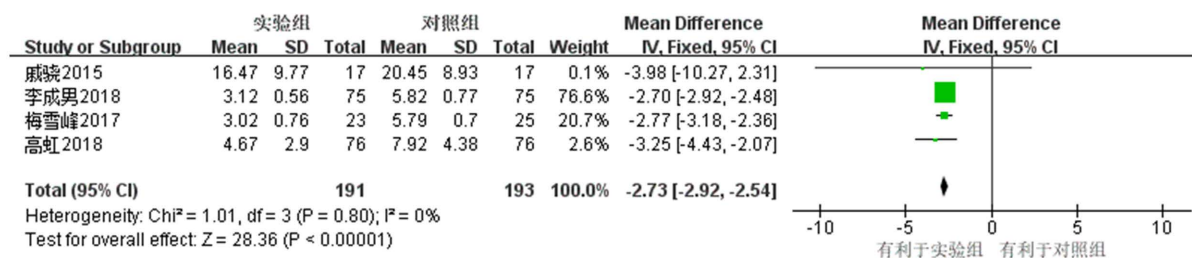 实验组 对照组 Mean Difference Mean Difference
Study or Subgroup Mean SD Total Mean SD Total Weight IV, Fixed, 95% CI IV, Fixed, 95% CI
戚骁2015 16.47 9.77 17 20.45 8.93 17 0.1% -3.98 [-10.27, 2.31]
李成男2018 3.12 0.56 75 5.82 0.77 75 76.6% -2.70 [-2.92, -2.48]
梅雪峰2017 3.02 0.76 23 5.79 0.7 25 20.7% -2.77 [-3.18, -2.36]
高虹2018 4.67 2.9 76 7.92 4.38 76 2.6% -3.25 [-4.43, -2.07]
Total (95% CI) 191 193 100.0% -2.73 [-2.92, -2.54]
Heterogeneity: Chi² = 1.01, df = 3 (P = 0.80); I² = 0%
Test for overall effect: Z = 28.36 (P < 0.00001)
-10 -5 0 5 10
有利于实验组 有利于对照组